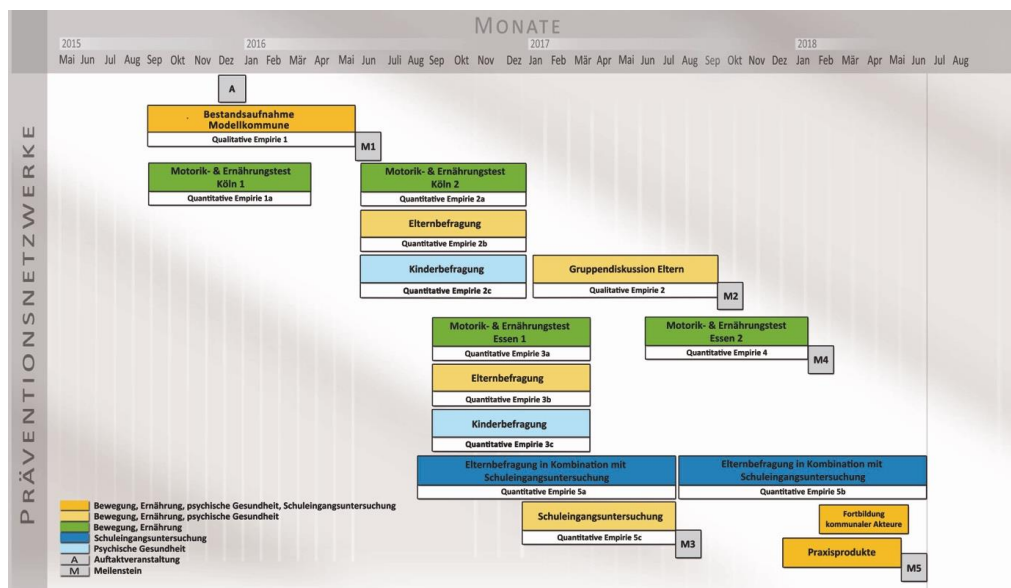 MONATE
2015 2016 2017 2018
Mai Jun Jul Aug Sep Okt Nov Dez Jan Feb Mär Apr Mai Jun Juli Aug Sep Okt Nov Dez Jan Feb Mär Apr Mai Jun Jul Aug Sep Okt Nov Dez Jan Feb Mär Apr Mai Jun Jul Aug
PRÄVENTIONSNETZWERKE
A
Bestandsaufnahme
Modellkommune
Qualitative Empirie 1
M1
Motorik- & Ernährungstest
Köln 1
Quantitative Empirie 1a
Motorik- & Ernährungstest
Köln 2
Quantitative Empirie 2a
Elternbefragung
Quantitative Empirie 2b
Kinderbefragung
Quantitative Empirie 2c
Gruppendiskussion Eltern
Qualitative Empirie 2
M2
Motorik- & Ernährungstest
Essen 1
Quantitative Empirie 3a
Motorik- & Ernährungstest
Essen 2
Quantitative Empirie 4
M4
Elternbefragung
Quantitative Empirie 3b
Kinderbefragung
Quantitative Empirie 3c
Elternbefragung in Kombination mit
Schuleingangsuntersuchung
Quantitative Empirie 5a
Elternbefragung in Kombination mit
Schuleingangsuntersuchung
Quantitative Empirie 5b
Schuleingangsuntersuchung
Quantitative Empirie 5c
M3
Fortbildung
kommunaler Akteure
Praxisprodukte
M5
Bewegung, Ernährung, psychische Gesundheit, Schuleingangsuntersuchung
Bewegung, Ernährung, psychische Gesundheit
Bewegung, Ernährung
Schuleingangsuntersuchung
Psychische Gesundheit
A Auftaktveranstaltung
M Meilenstein